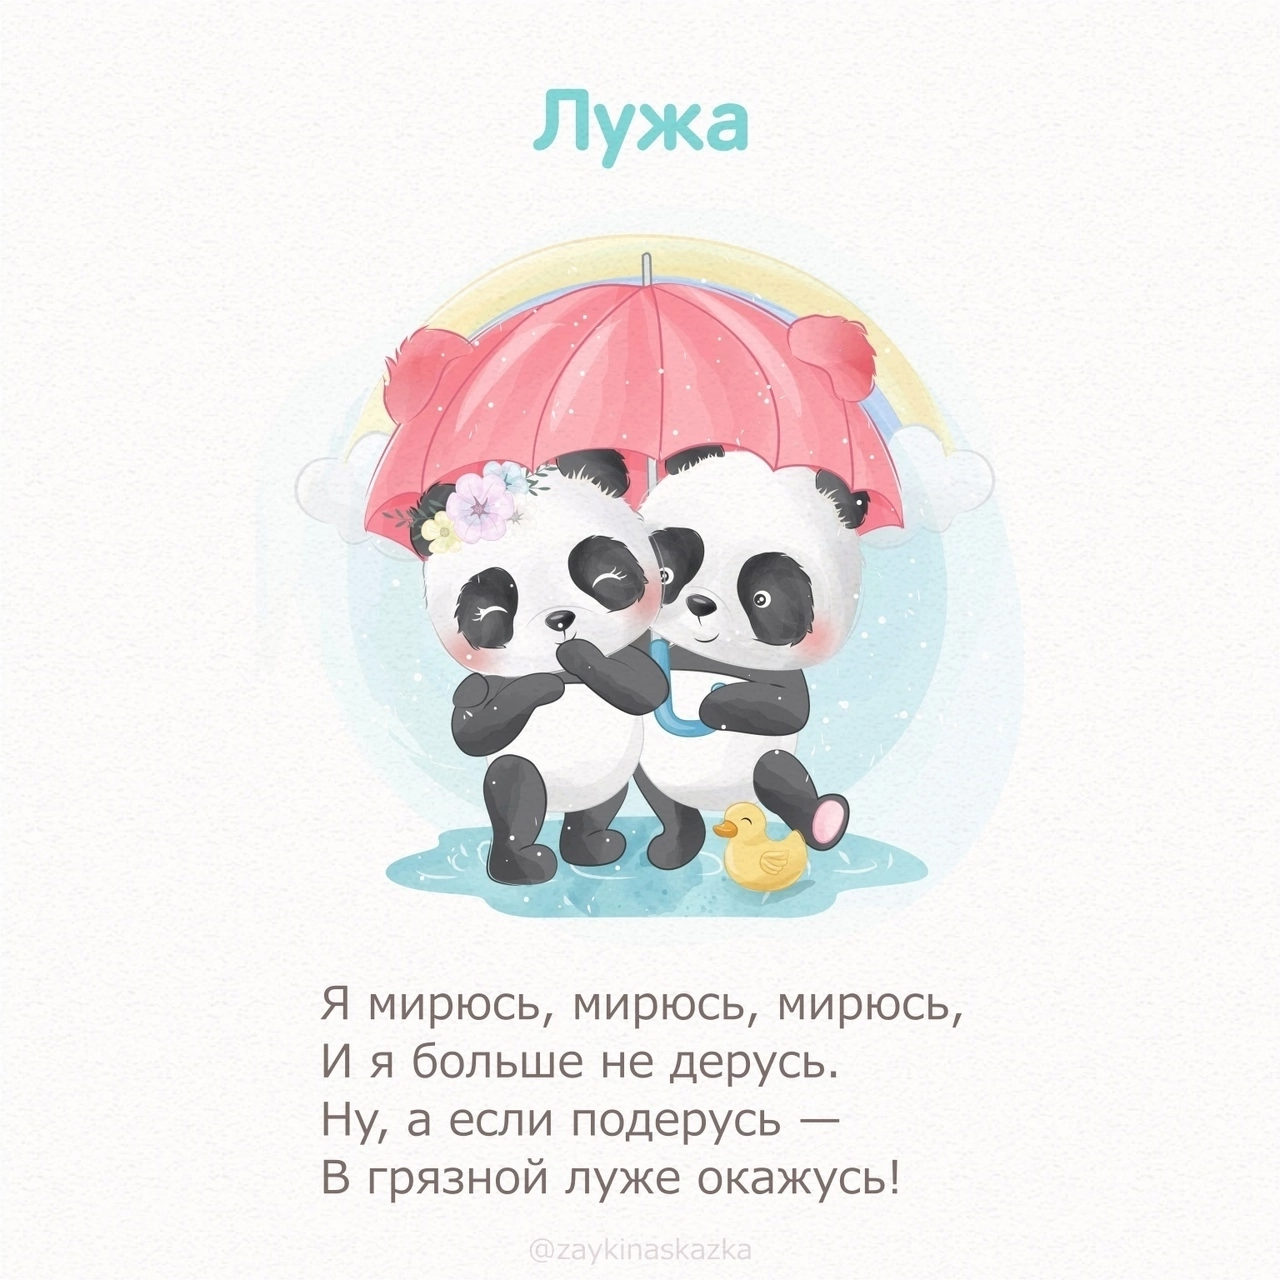 Лужа
Я мирюсь, мирюсь, мирюсь,
И я больше не дерусь.
Ну, а если подерусь —
В грязной луже окажусь!
@zaykinaskazka